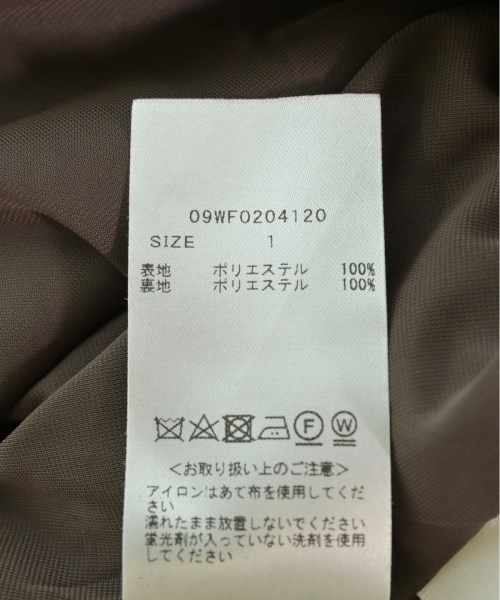 09WF0204120
SIZE 1
表地 ポリエステル 100%
裏地 ポリエステル 100%
F W
<お取り扱い上のご注意>
アイロンはあて布を使用してくだ
さい
濡れたまま放置しないでください
蛍光剤が入っていない洗剤を使用
してください